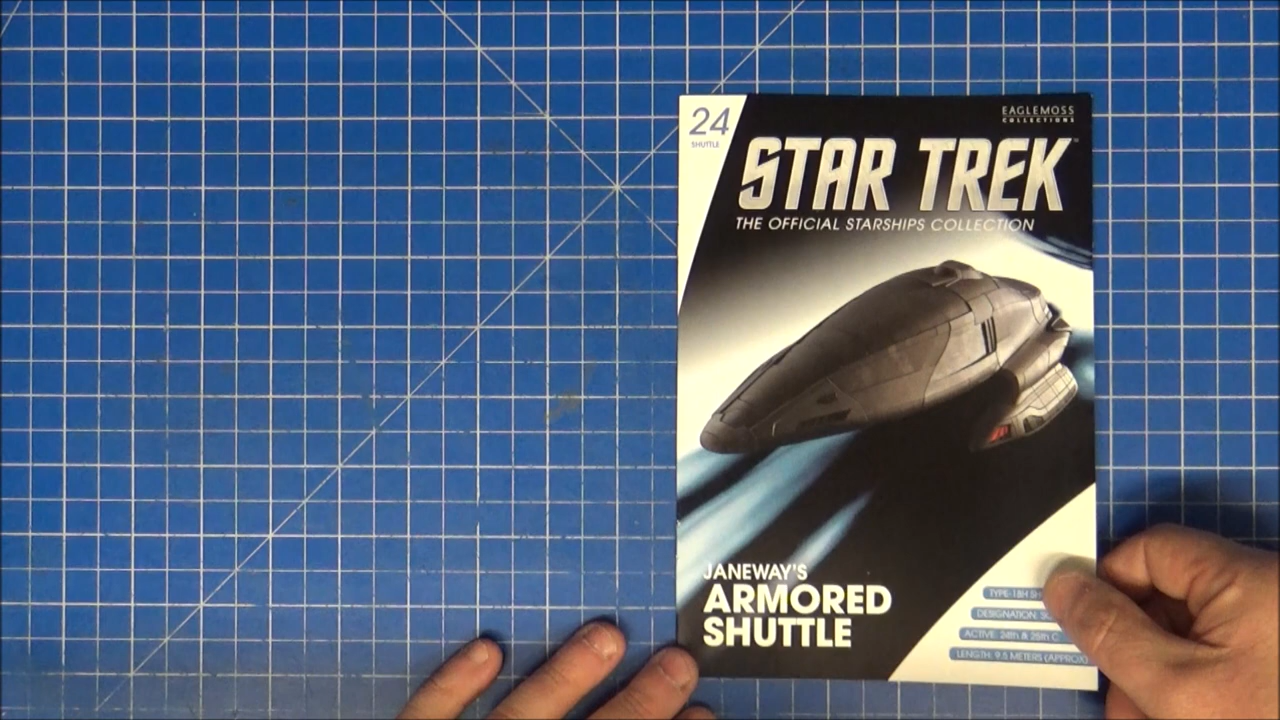 24
SHUTTLE
EAGLEMOSS
COLLECTIONS
STAR TREK™
THE OFFICIAL STARSHIPS COLLECTION
JANEWAY'S
ARMORED
SHUTTLE
DESIGNATION:
ACTIVE: 24th & 25th C
LENGTH: 9.5 METERS (APPROX)